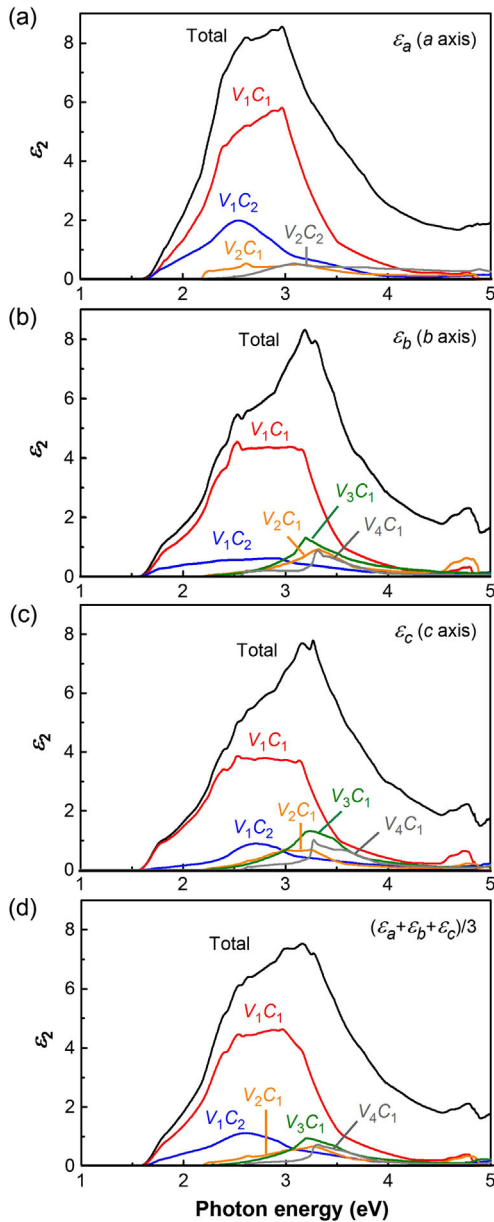 (a)
Total
εa (a axis)
V1C1
V1C2
V2C1
V2C2
ε2
8
6
4
2
0
1 2 3 4 5
(b)
Total
εb (b axis)
V1C1
V3C1
V2C1
V4C1
V1C2
ε2
8
6
4
2
0
1 2 3 4 5
(c)
Total
εc (c axis)
V1C1
V3C1
V2C1
V4C1
V1C2
ε2
8
6
4
2
0
1 2 3 4 5
(d)
Total
(εa+εb+εc)/3
V1C1
V2C1
V1C2
V3C1
V4C1
ε2
8
6
4
2
0
1 2 3 4 5
Photon energy (eV)